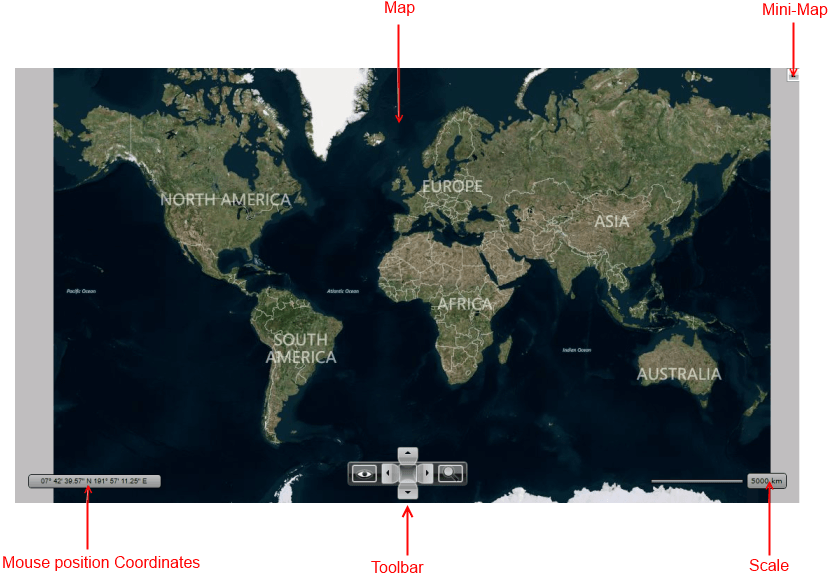 Map
Mini-Map
NORTH AMERICA
EUROPE
ASIA
Pacific Ocean
Atlantic Ocean
AFRICA
SOUTH
AMERICA
Indian Ocean
AUSTRALIA
07° 42' 39.57" N 191° 57' 11.25" E
5000 km
Mouse position Coordinates
Toolbar
Scale